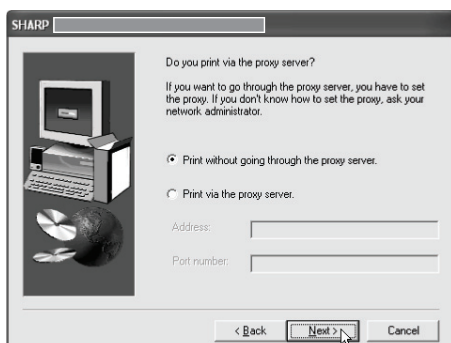 SHARP
Do you print via the proxy server?
If you want to go through the proxy server, you have to set
the proxy. If you don't know how to set the proxy, ask your
network administrator.
Print without going through the proxy server.
Print via the proxy server.
Address:
Port number:
< Back Next > Cancel